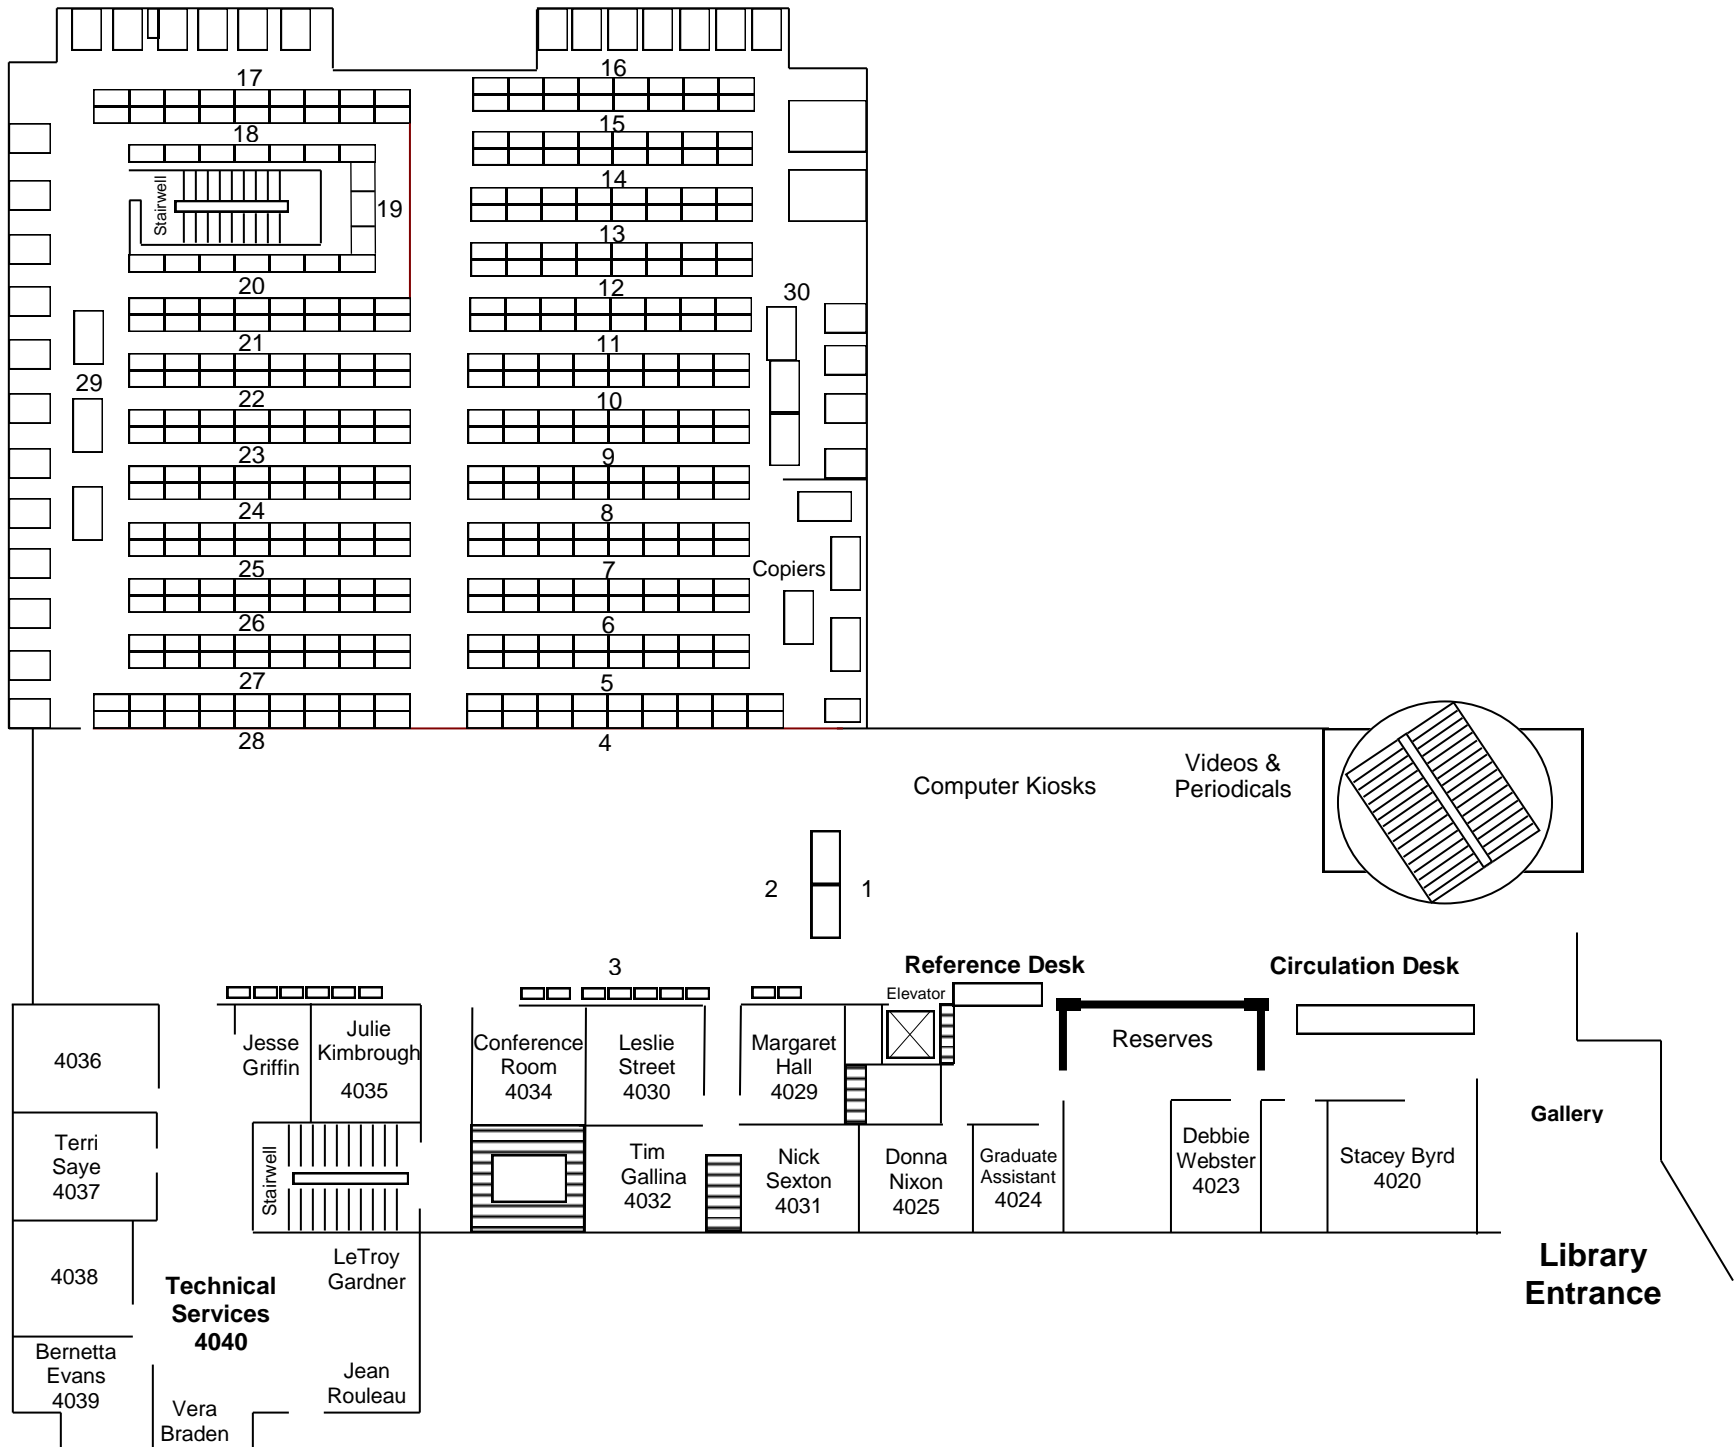 17
16
18
15
Stairwell
19
14
13
20
12
30
21
11
29
22
10
23
9
24
8
25
7
Copiers
26
6
27
5
28
4
Computer Kiosks
Videos &
Periodicals
2
1
3
Reference Desk
Circulation Desk
Elevator
4036
Jesse
Griffin
Julie
Kimbrough
4035
Conference
Room
4034
Leslie
Street
4030
Margaret
Hall
4029
Reserves
Gallery
Terri
Saye
4037
Stairwell
Tim
Gallina
4032
Nick
Sexton
4031
Donna
Nixon
4025
Graduate
Assistant
4024
Debbie
Webster
4023
Stacey Byrd
4020
4038
Technical
Services
4040
LeTroy
Gardner
Library
Entrance
Bernetta
Evans
4039
Vera
Braden
Jean
Rouleau